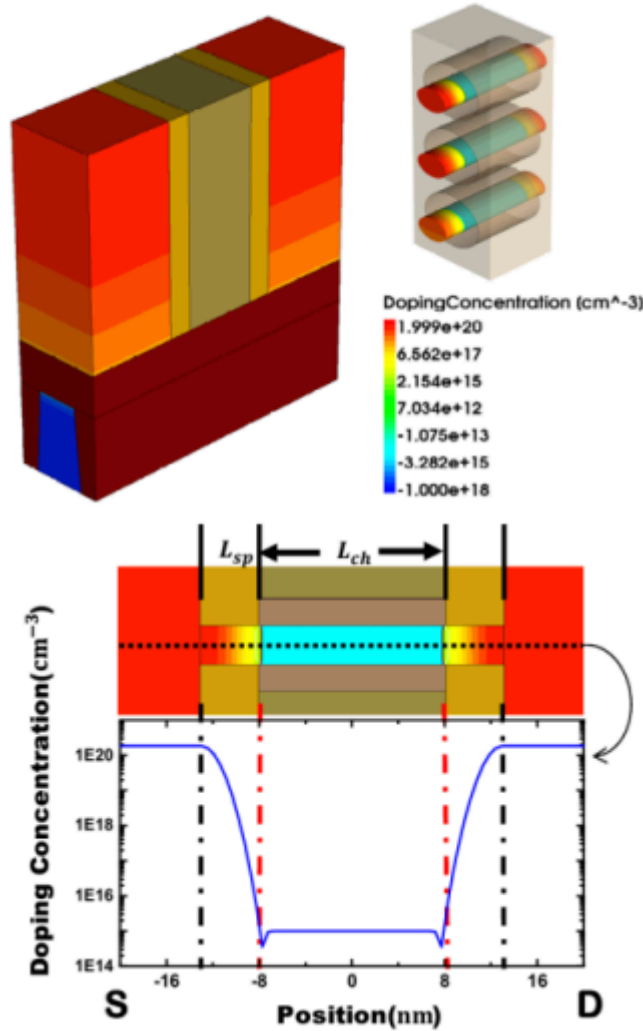 DopingConcentration (cm^-3)
1.999e+20
6.562e+17
2.154e+15
7.034e+12
-1.075e+13
-3.282e+15
-1.000e+18
L_sp
L_ch
Doping Concentration(cm⁻³)
1E20
1E18
1E16
1E14
-16 -8 0 8 16
S Position(nm) D